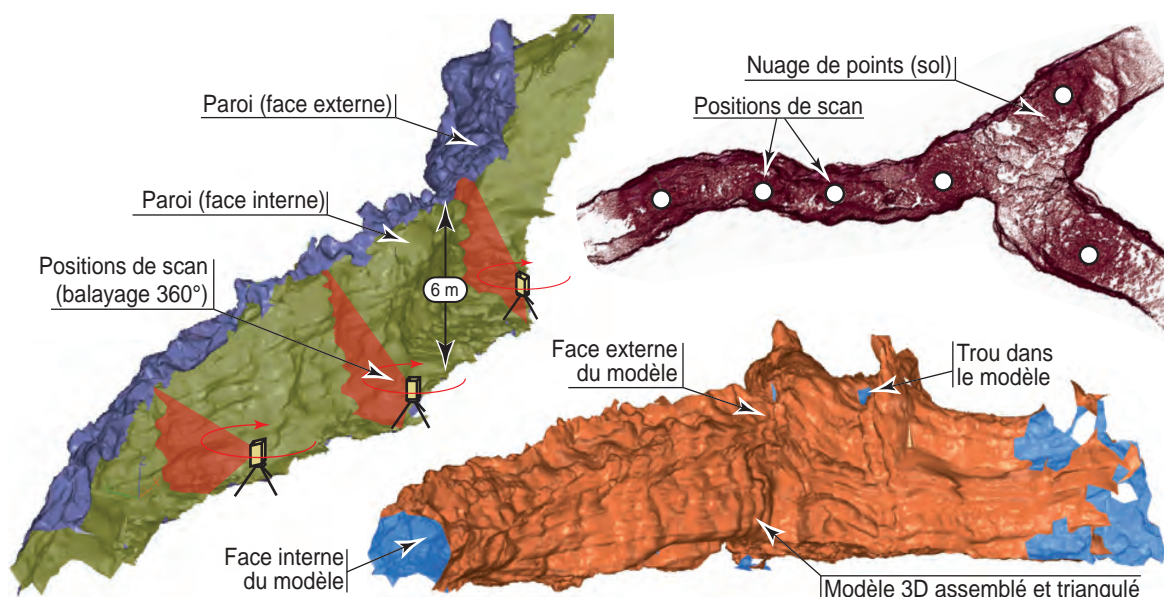 Paroi (face externe)
Paroi (face interne)
Positions de scan
(balayage 360°)
6 m
Nuage de points (sol)
Positions de scan
Face externe
du modèle
Trou dans
le modèle
Face interne
du modèle
Modèle 3D assemblé et triangulé